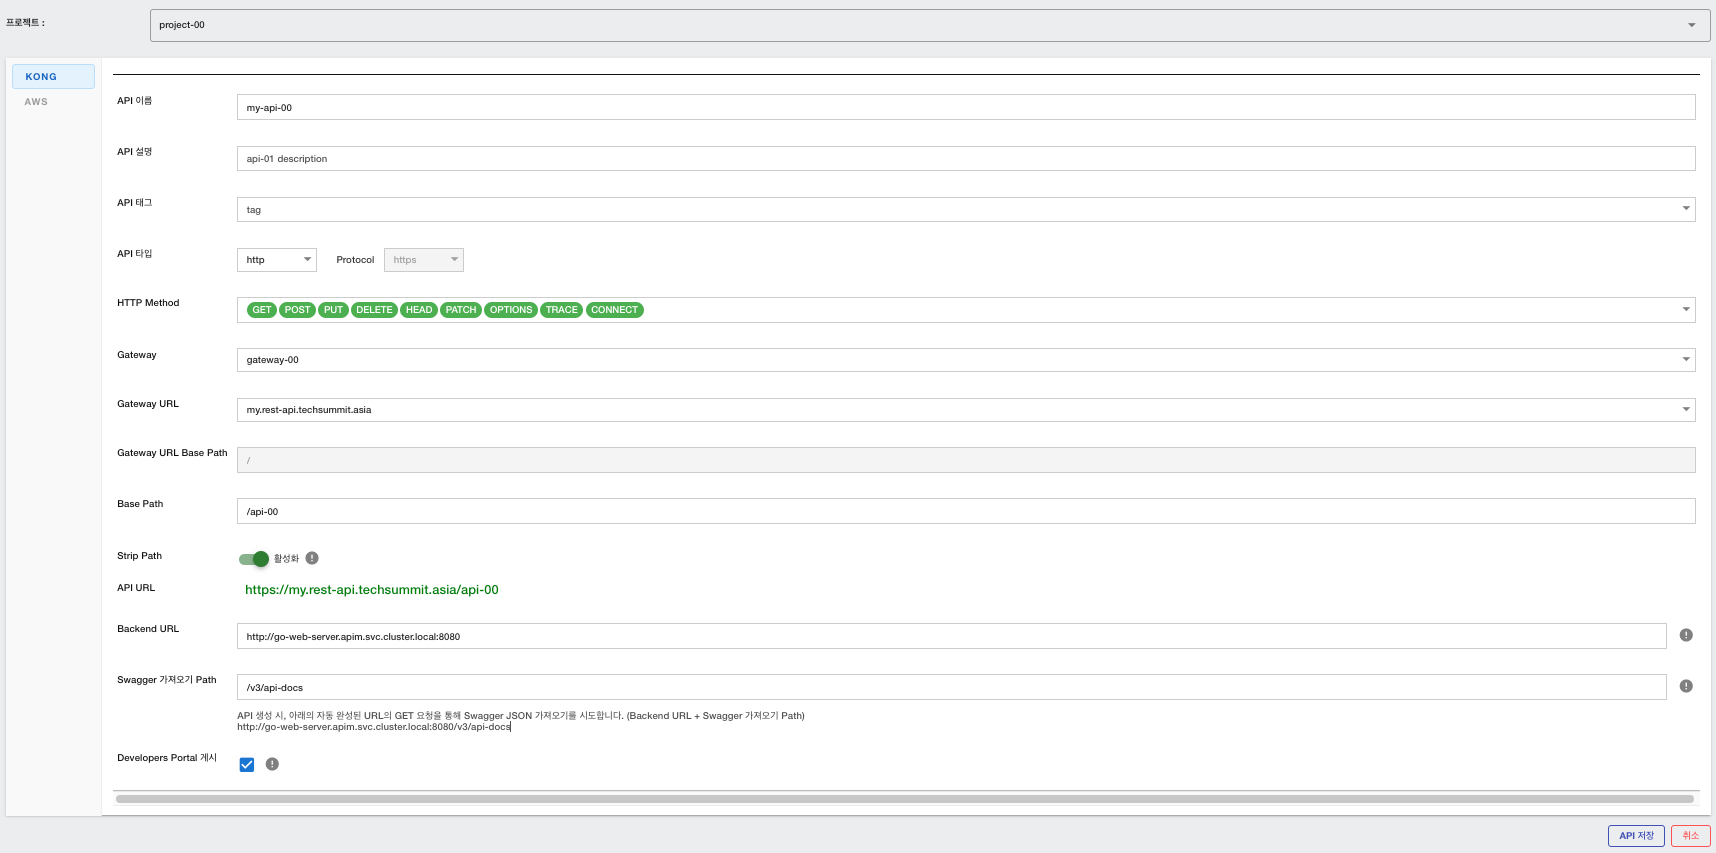 프로젝트 :
project-00
KONG
AWS
API 이름
my-api-00
API 설명
api-01 description
API 태그
tag
API 타입
http
Protocol
https
HTTP Method
GET POST PUT DELETE HEAD PATCH OPTIONS TRACE CONNECT
Gateway
gateway-00
Gateway URL
my.rest-api.techsummit.asia
Gateway URL Base Path
/
Base Path
/api-00
Strip Path
활성화
API URL
https://my.rest-api.techsummit.asia/api-00
Backend URL
http://go-web-server.apim.svc.cluster.local:8080
Swagger 가져오기 Path
/v3/api-docs
API 생성 시, 아래의 자동 완성된 URL의 GET 요청을 통해 Swagger JSON 가져오기를 시도합니다. (Backend URL + Swagger 가져오기 Path)
http://go-web-server.apim.svc.cluster.local:8080/v3/api-docs
Developers Portal 게시
API 저장
취소